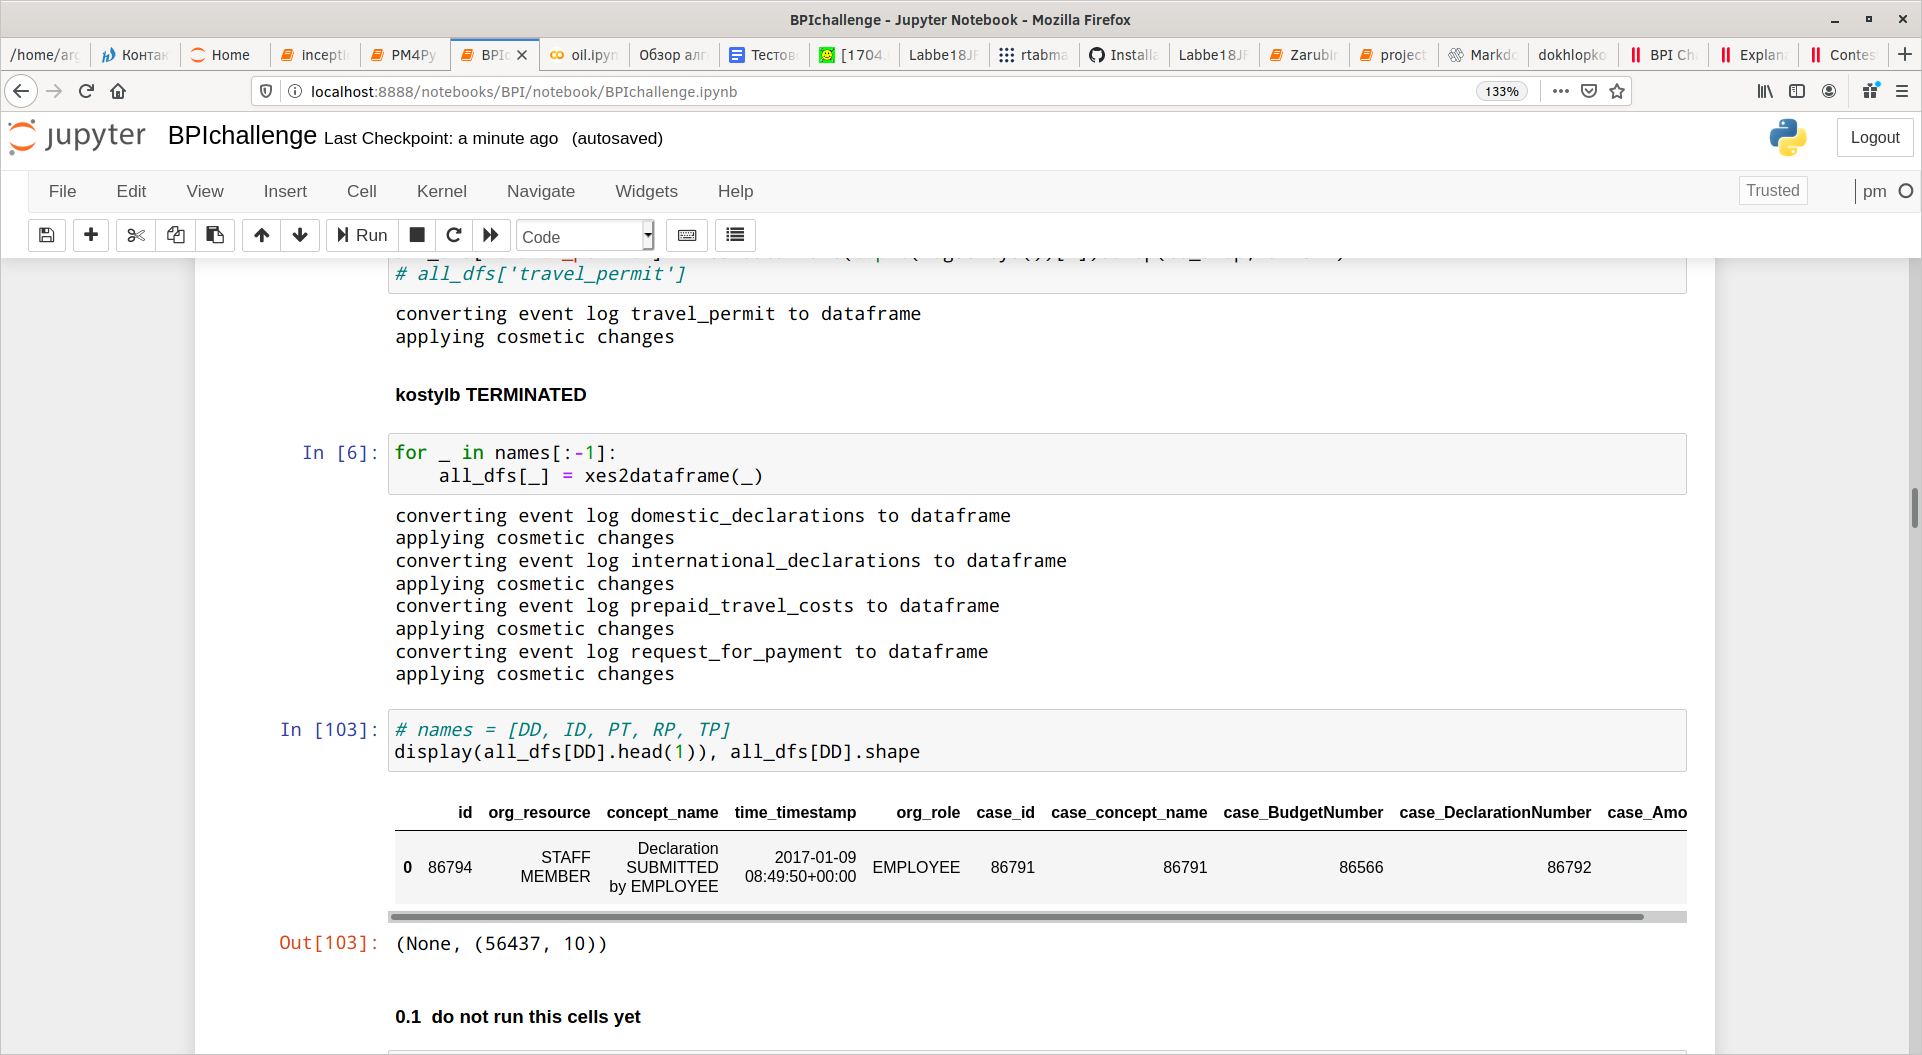 BPIchallenge - Jupyter Notebook - Mozilla Firefox
/home/arg Контак Home incepti PM4Py BPIc oil.ipyn Обзор алг Тестов [1704. Labbe18JF rtabma Installa Labbe18JF Zarubin project Markdo dokhlopko BPI Ch Explan Contes
localhost:8888/notebooks/BPI/notebook/BPIchallenge.ipynb 133%
jupyter BPIchallenge Last Checkpoint: a minute ago (autosaved) Logout
File Edit View Insert Cell Kernel Navigate Widgets Help Trusted pm
Run Code
# all_dfs['travel_permit']
converting event log travel_permit to dataframe
applying cosmetic changes
kostylb TERMINATED
In [6]: for _ in names[:-1]:
all_dfs[_] = xes2dataframe(_)
converting event log domestic_declarations to dataframe
applying cosmetic changes
converting event log international_declarations to dataframe
applying cosmetic changes
converting event log prepaid_travel_costs to dataframe
applying cosmetic changes
converting event log request_for_payment to dataframe
applying cosmetic changes
In [103]: # names = [DD, ID, PT, RP, TP]
display(all_dfs[DD].head(1)), all_dfs[DD].shape
id org_resource concept_name time_timestamp org_role case_id case_concept_name case_BudgetNumber case_DeclarationNumber case_Amo
0 86794 STAFF MEMBER Declaration SUBMITTED by EMPLOYEE 2017-01-09 08:49:50+00:00 EMPLOYEE 86791 86791 86566 86792
Out[103]: (None, (56437, 10))
0.1 do not run this cells yet